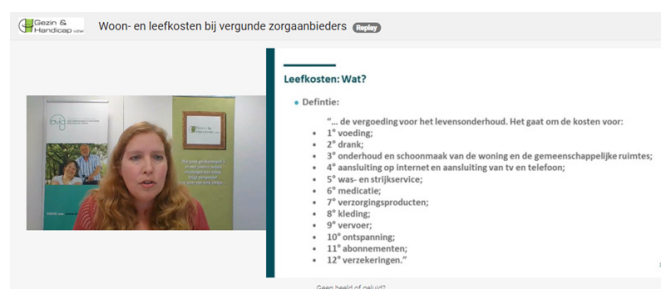 Gezin &
Handicap vzw
Woon- en leefkosten bij vergunde zorgaanbieders Replay
Leefkosten: Wat?
• Defintie:
"... de vergoeding voor het levensonderhoud. Het gaat om de kosten voor:
• 1° voeding;
• 2° drank;
• 3° onderhoud en schoonmaak van de woning en de gemeenschappelijke ruimtes;
• 4° aansluiting op internet en aansluiting van tv en telefoon;
• 5° was- en strijkservice;
• 6° medicatie;
• 7° verzorgingsproducten;
• 8° kleding;
• 9° vervoer;
• 10° ontspanning;
• 11° abonnementen;
• 12° verzekeringen."
Geen beeld of geluid?